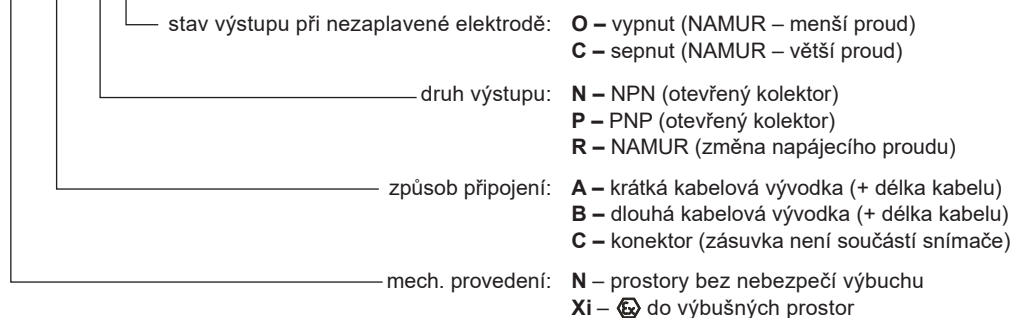 stav výstupu při nezaplavené elektrodě: O – vypnut (NAMUR – menší proud)
C – sepnut (NAMUR – větší proud)
druh výstupu: N – NPN (otevřený kolektor)
P – PNP (otevřený kolektor)
R – NAMUR (změna napájecího proudu)
způsob připojení: A – krátká kabelová vývodka (+ délka kabelu)
B – dlouhá kabelová vývodka (+ délka kabelu)
C – konektor (zásuvka není součástí snímače)
mech. provedení: N – prostory bez nebezpečí výbuchu
Xi – Ex do výbušných prostor